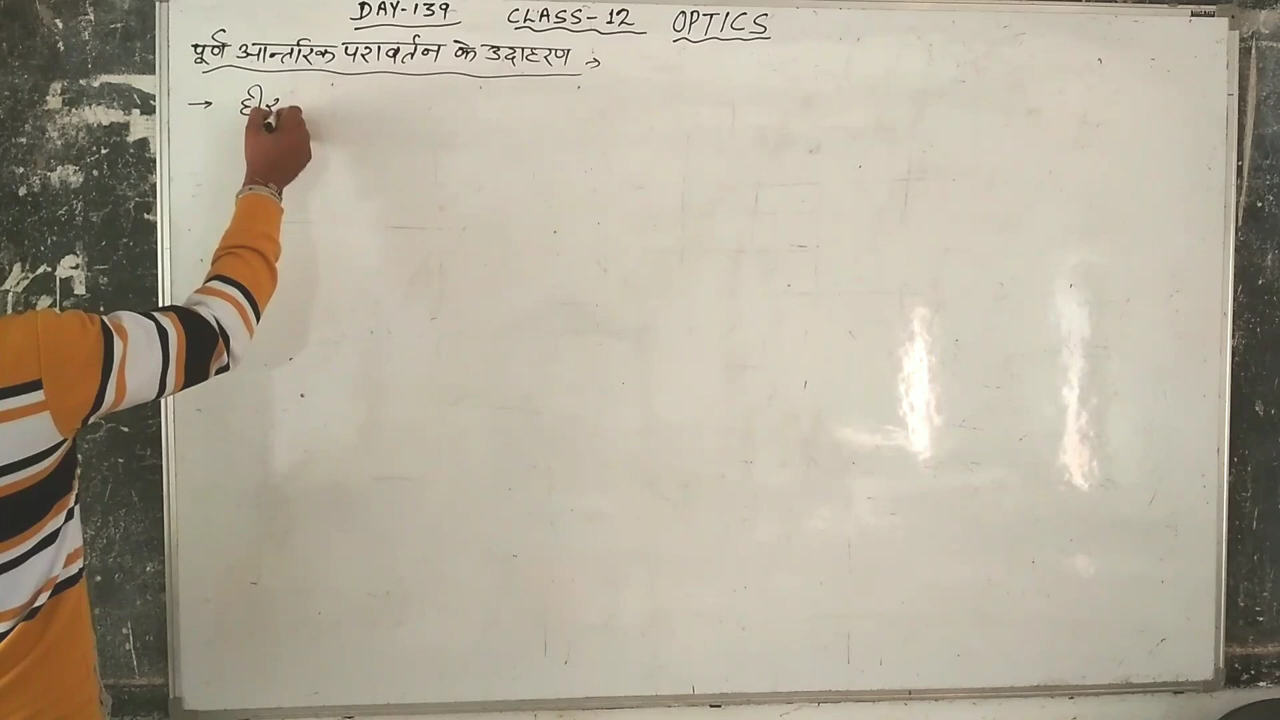 DAY-139 CLASS-12 OPTICS
पूर्ण आन्तरिक परावर्तन के उदाहरण →
→ हीर